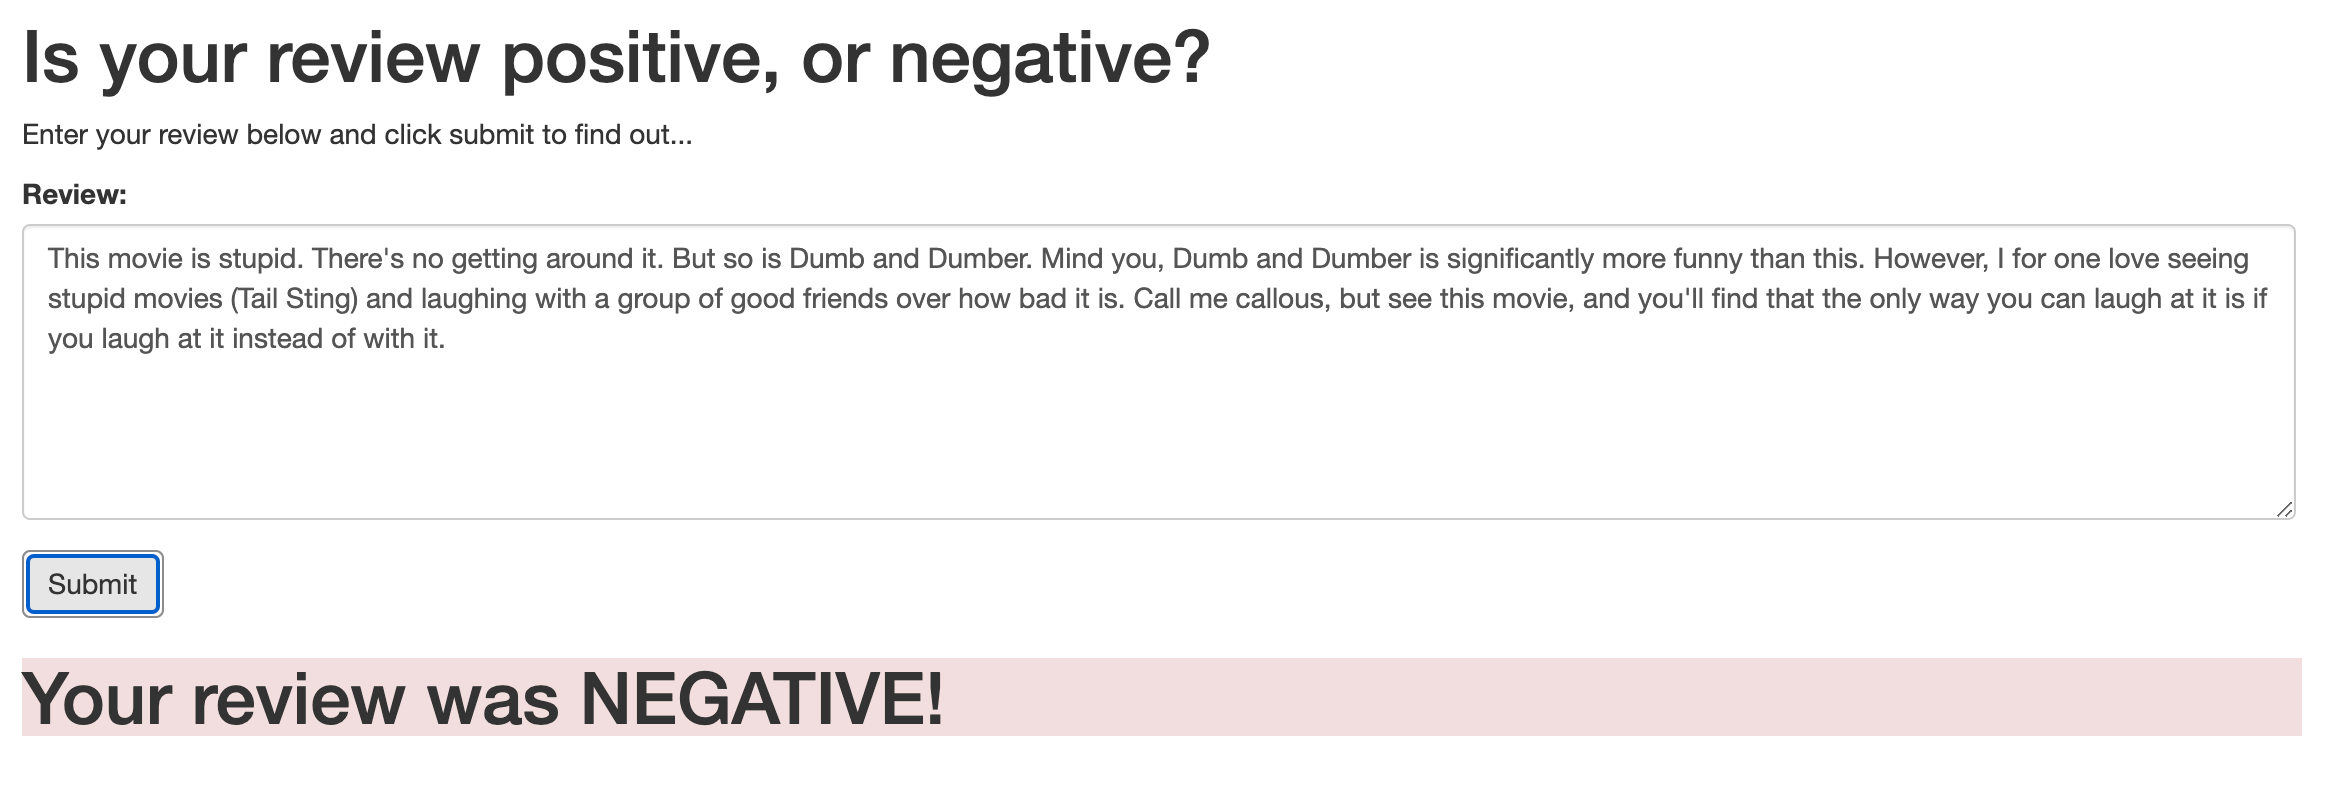 Is your review positive, or negative?
Enter your review below and click submit to find out...
Review:
This movie is stupid. There's no getting around it. But so is Dumb and Dumber. Mind you, Dumb and Dumber is significantly more funny than this. However, I for one love seeing
stupid movies (Tail Sting) and laughing with a group of good friends over how bad it is. Call me callous, but see this movie, and you'll find that the only way you can laugh at it is if
you laugh at it instead of with it.
Submit
Your review was NEGATIVE!